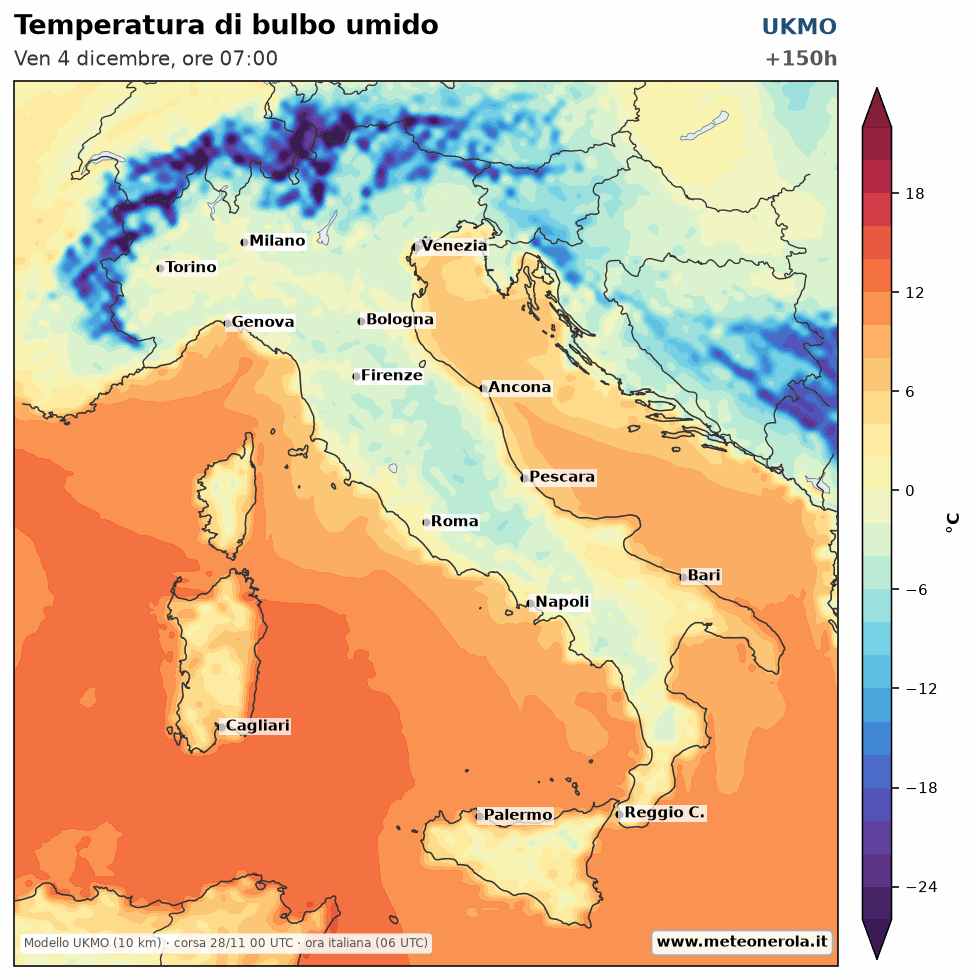 Temperatura di bulbo umido
UKMO
Ven 4 dicembre, ore 07:00
+150h
Milano
Venezia
Torino
Genova
Bologna
Firenze
Ancona
Pescara
Roma
Bari
Napoli
Cagliari
Palermo
Reggio C.
18
12
6
0
−6
−12
−18
−24
°C
Modello UKMO (10 km) · corsa 28/11 00 UTC · ora italiana (06 UTC)
www.meteonerola.it